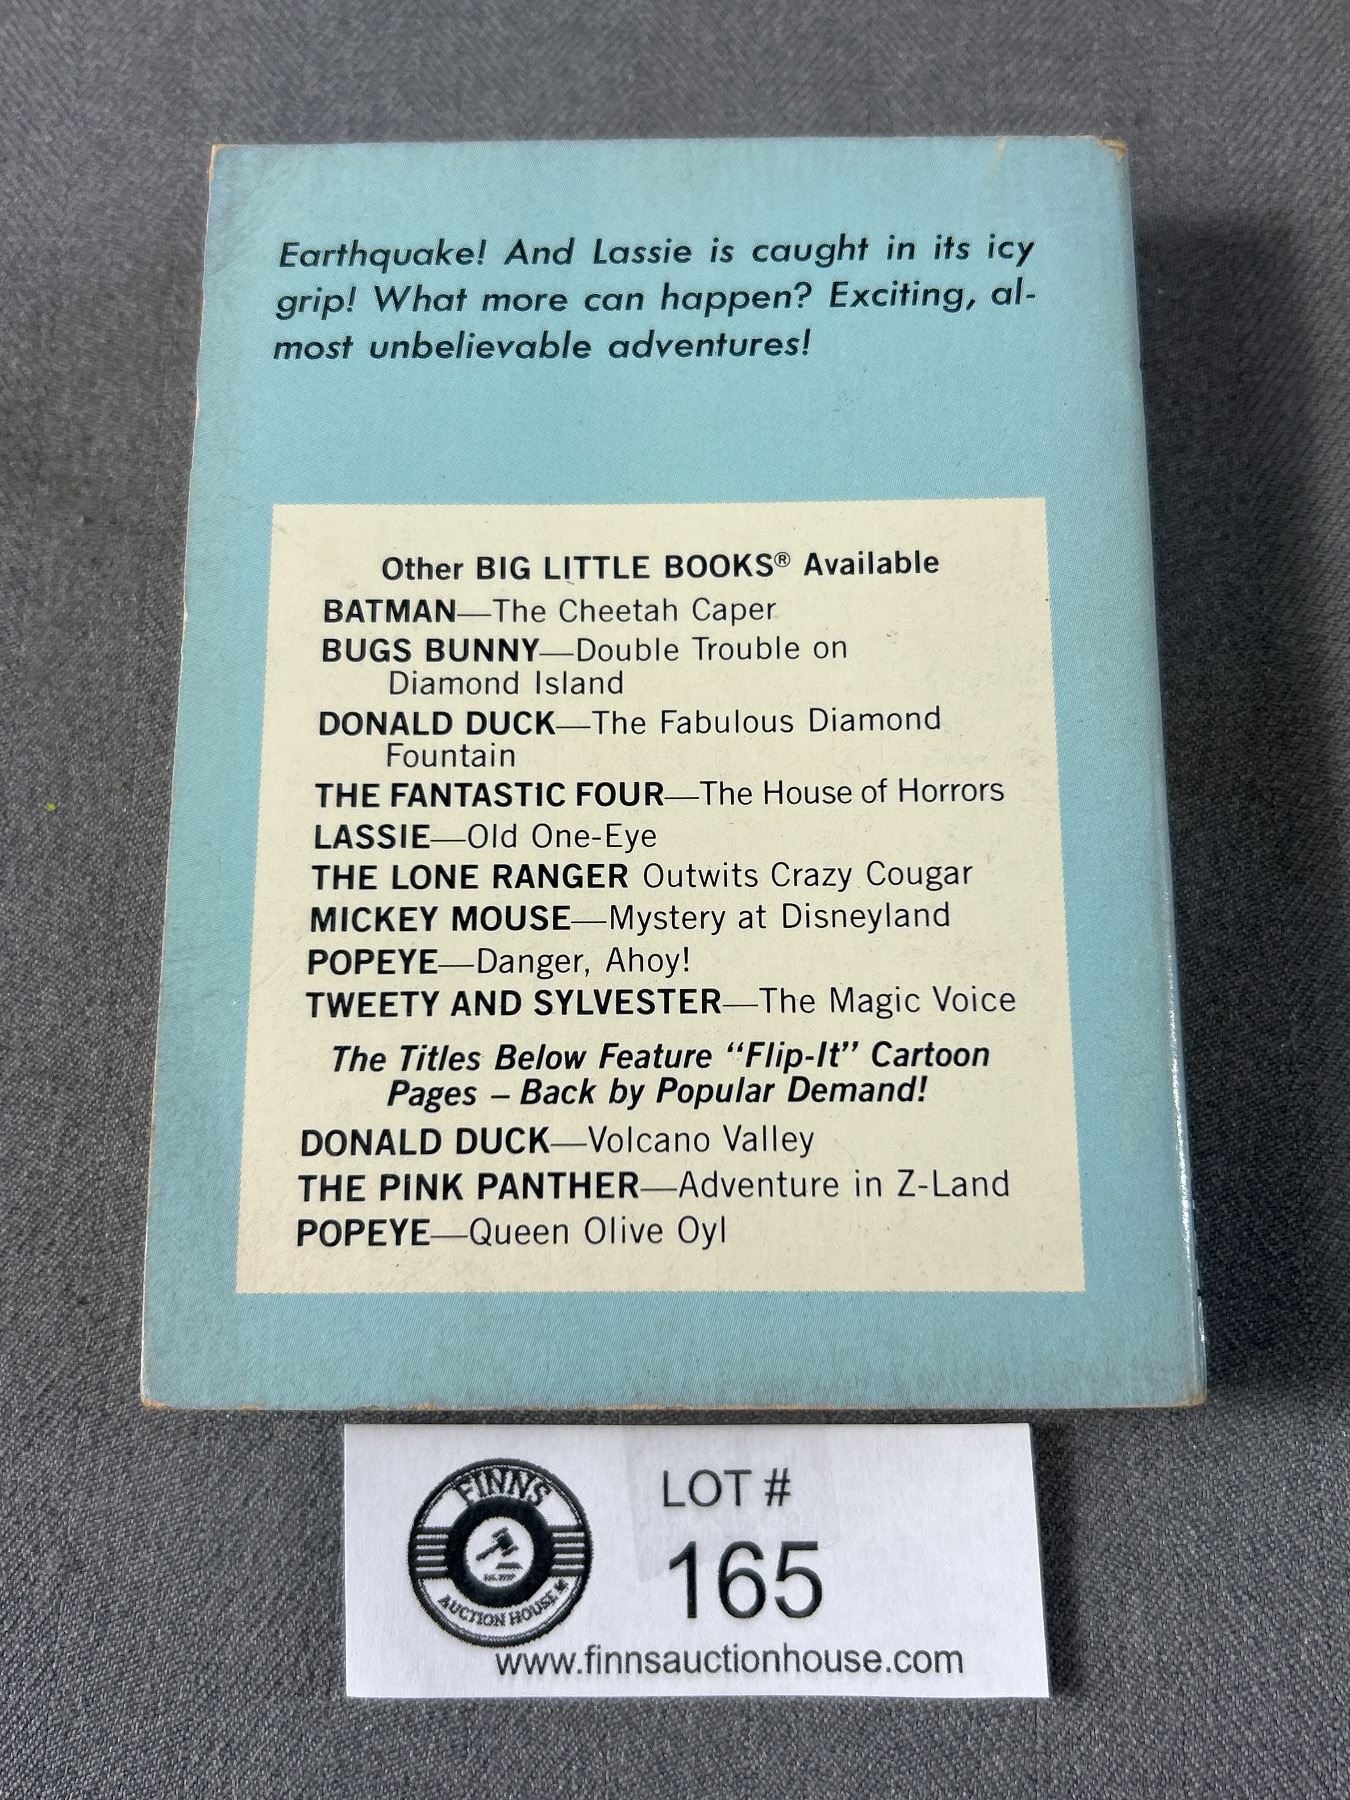 Earthquake! And Lassie is caught in its icy
grip! What more can happen? Exciting, al-
most unbelievable adventures!
Other BIG LITTLE BOOKS® Available
BATMAN—The Cheetah Caper
BUGS BUNNY—Double Trouble on
Diamond Island
DONALD DUCK—The Fabulous Diamond
Fountain
THE FANTASTIC FOUR—The House of Horrors
LASSIE—Old One-Eye
THE LONE RANGER Outwits Crazy Cougar
MICKEY MOUSE—Mystery at Disneyland
POPEYE—Danger, Ahoy!
TWEETY AND SYLVESTER—The Magic Voice
The Titles Below Feature “Flip-It” Cartoon
Pages – Back by Popular Demand!
DONALD DUCK—Volcano Valley
THE PINK PANTHER—Adventure in Z-Land
POPEYE—Queen Olive Oyl
FINNS
AUCTION HOUSE
LOT #
165
www.finnsauctionhouse.com